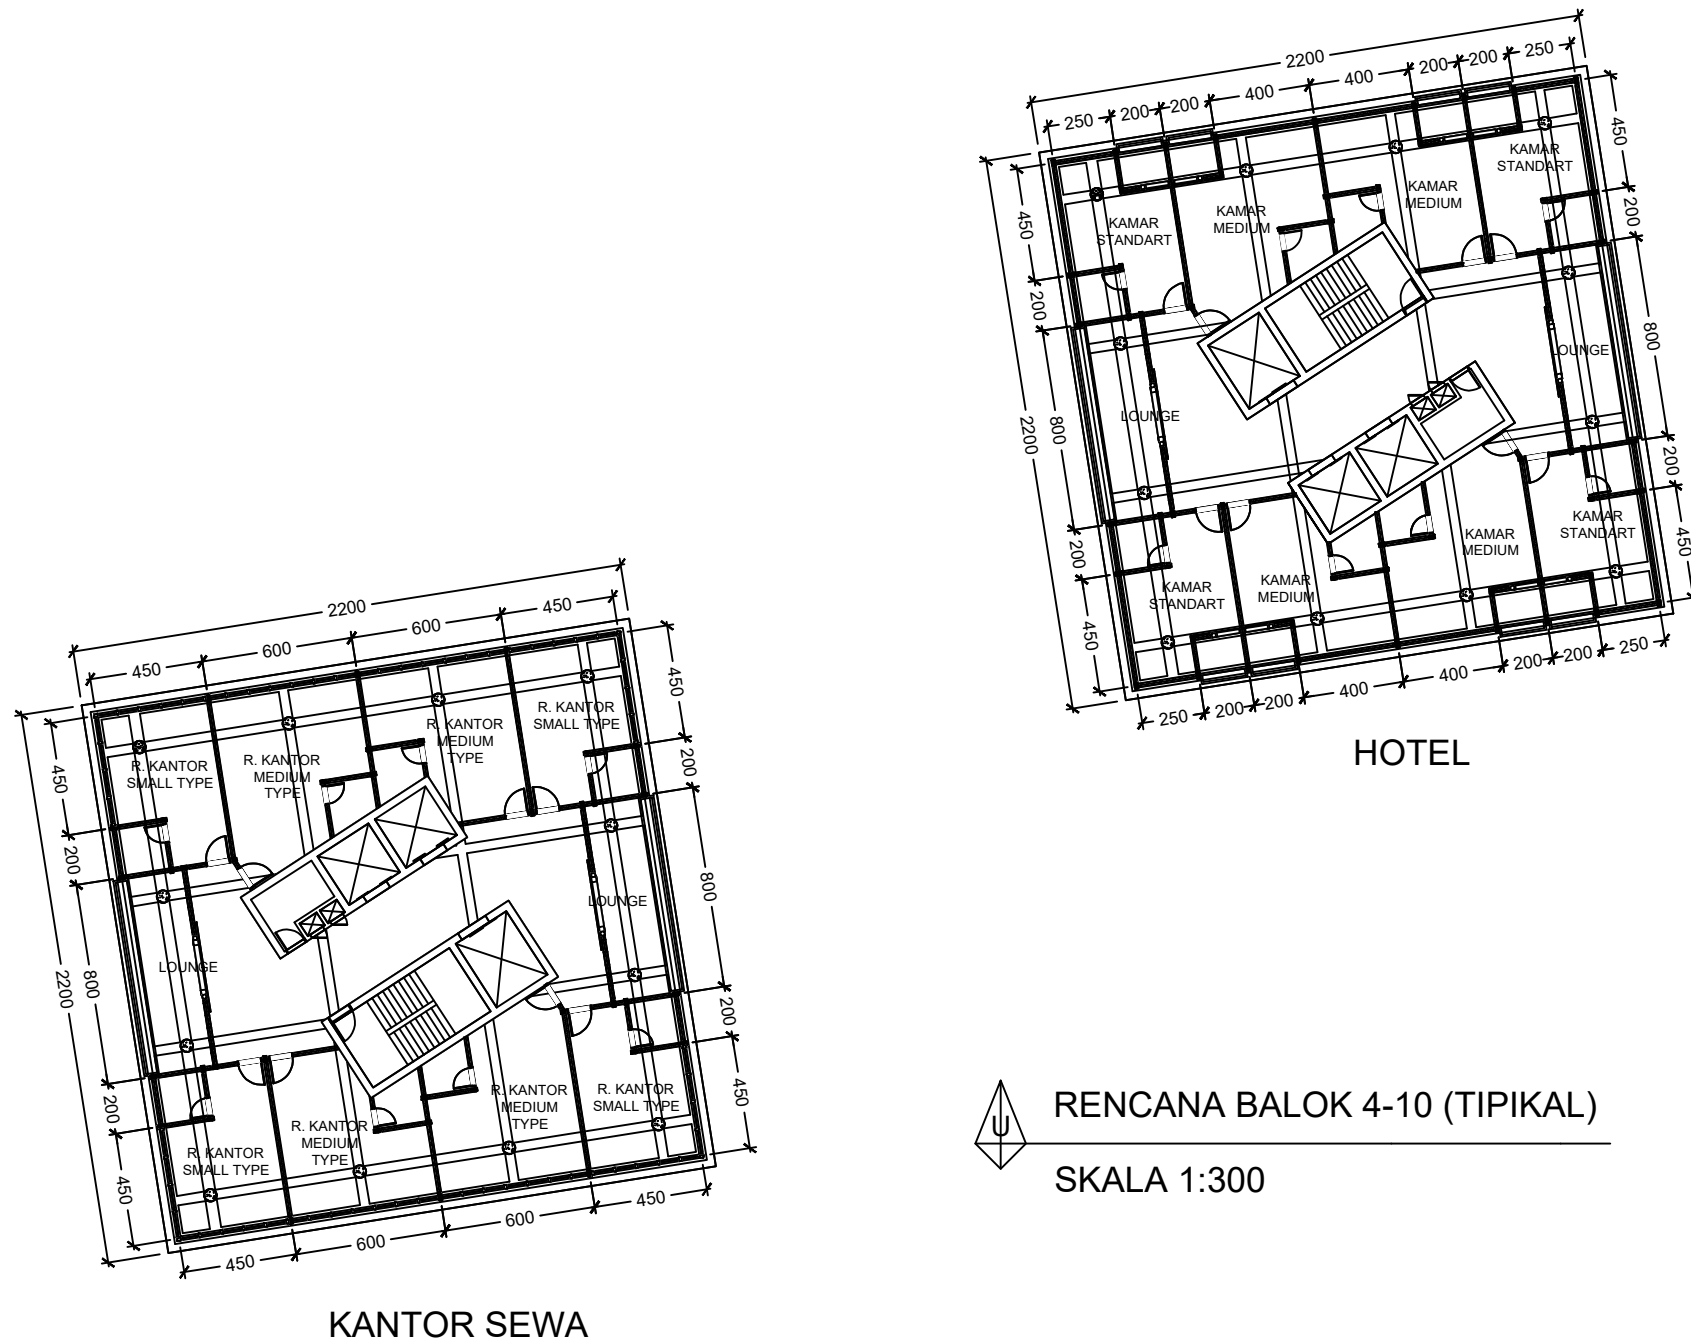 2200
250
200
200
400
400
200
200
250
2200
450
200
800
200
450
450
200
800
200
450
KAMAR
STANDART
KAMAR
MEDIUM
KAMAR
MEDIUM
KAMAR
STANDART
LOUNGE
LOUNGE
KAMAR
STANDART
KAMAR
MEDIUM
KAMAR
MEDIUM
KAMAR
STANDART
250
200
200
400
400
200
200
250
HOTEL
2200
450
600
600
450
2200
450
200
800
200
450
450
200
800
200
450
R. KANTOR
SMALL TYPE
R. KANTOR
MEDIUM
TYPE
R. KANTOR
MEDIUM
TYPE
R. KANTOR
SMALL TYPE
LOUNGE
LOUNGE
R. KANTOR
SMALL TYPE
R. KANTOR
MEDIUM
TYPE
R. KANTOR
MEDIUM
TYPE
R. KANTOR
SMALL TYPE
450
600
600
450
KANTOR SEWA
U
RENCANA BALOK 4-10 (TIPIKAL)
SKALA 1:300